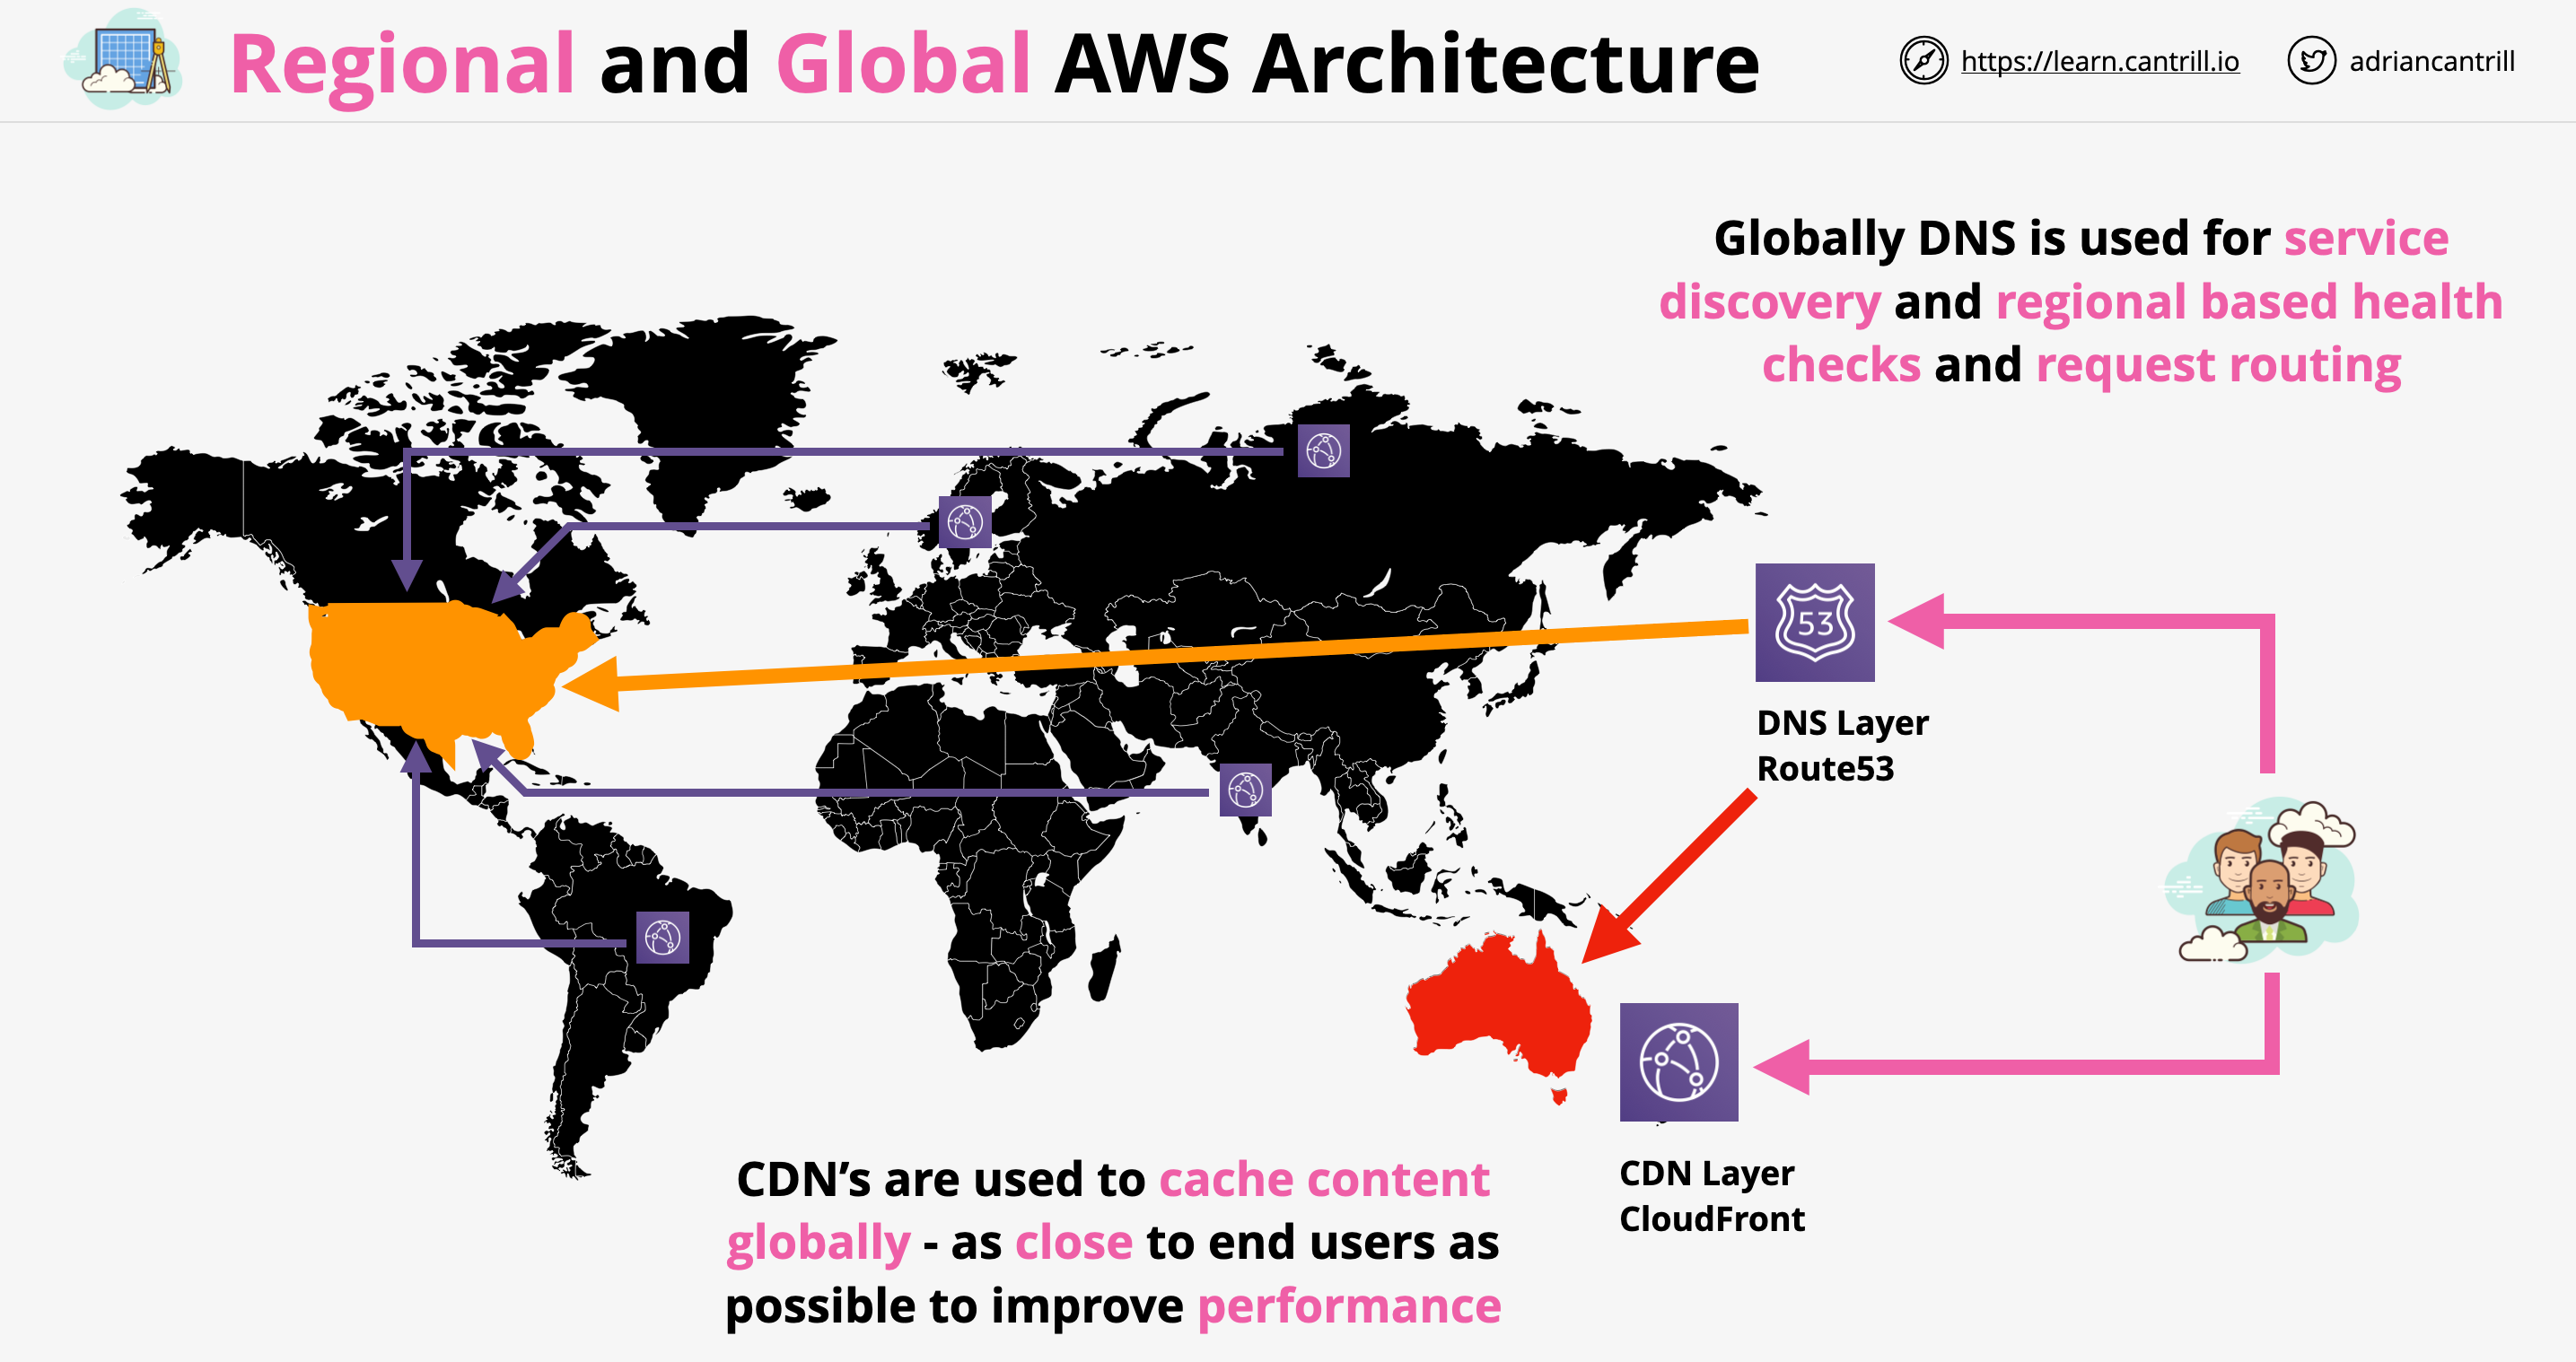 Regional and Global AWS Architecture
https://learn.cantrill.io
adriancantrill
Globally DNS is used for service
discovery and regional based health
checks and request routing
53
DNS Layer
Route53
CDN Layer
CloudFront
CDN’s are used to cache content
globally - as close to end users as
possible to improve performance